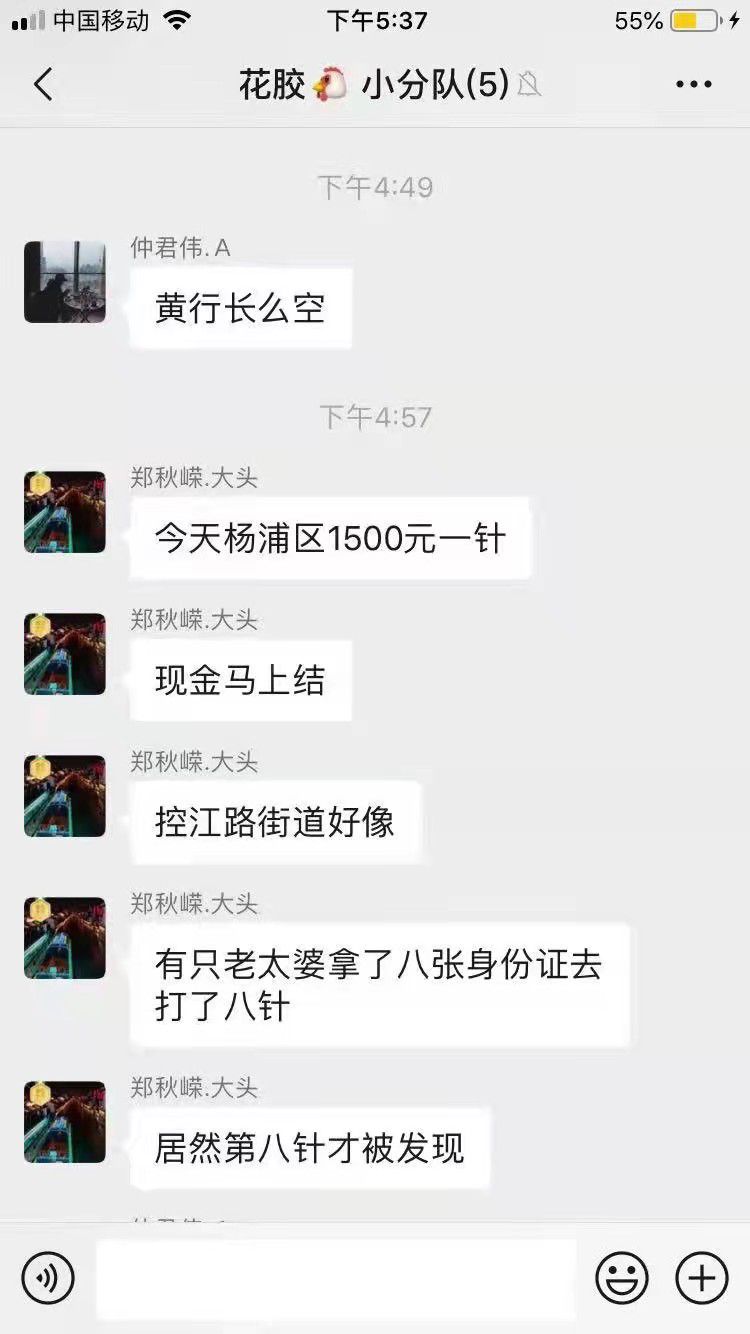 中国移动 下午5:37 55%
花胶🐔 小分队(5)
下午4:49
仲君伟.A
黄行长么空
下午4:57
郑秋嵘.大头
今天杨浦区1500元一针
郑秋嵘.大头
现金马上结
郑秋嵘.大头
控江路街道好像
郑秋嵘.大头
有只老太婆拿了八张身份证去
打了八针
郑秋嵘.大头
居然第八针才被发现